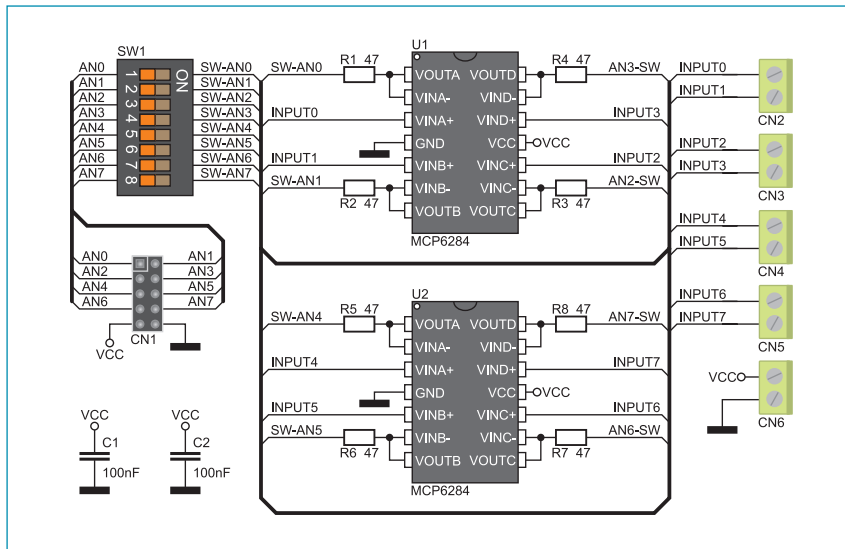 SW1
AN0
AN1
AN2
AN3
AN4
AN5
AN6
AN7
1
2
3
4
5
6
7
8
ON
SW-AN0
SW-AN1
SW-AN2
SW-AN3
SW-AN4
SW-AN5
SW-AN6
SW-AN7
AN0
AN2
AN4
AN6
AN1
AN3
AN5
AN7
CN1
VCC
VCC
C1
100nF
VCC
C2
100nF
U1
SW-AN0
R1 47
INPUT0
INPUT1
SW-AN1
R2 47
VOUTA
VINA-
VINA+
GND
VINB+
VINB-
VOUTB
VOUTD
VIND-
VIND+
VCC
VINC+
VINC-
VOUTC
MCP6284
R4 47
AN3-SW
INPUT3
VCC
INPUT2
AN2-SW
R3 47
U2
SW-AN4
R5 47
INPUT4
INPUT5
SW-AN5
R6 47
VOUTA
VINA-
VINA+
GND
VINB+
VINB-
VOUTB
VOUTD
VIND-
VIND+
VCC
VINC+
VINC-
VOUTC
MCP6284
R8 47
AN7-SW
INPUT7
VCC
INPUT6
AN6-SW
R7 47
INPUT0
INPUT1
CN2
INPUT2
INPUT3
CN3
INPUT4
INPUT5
CN4
INPUT6
INPUT7
CN5
VCC
CN6